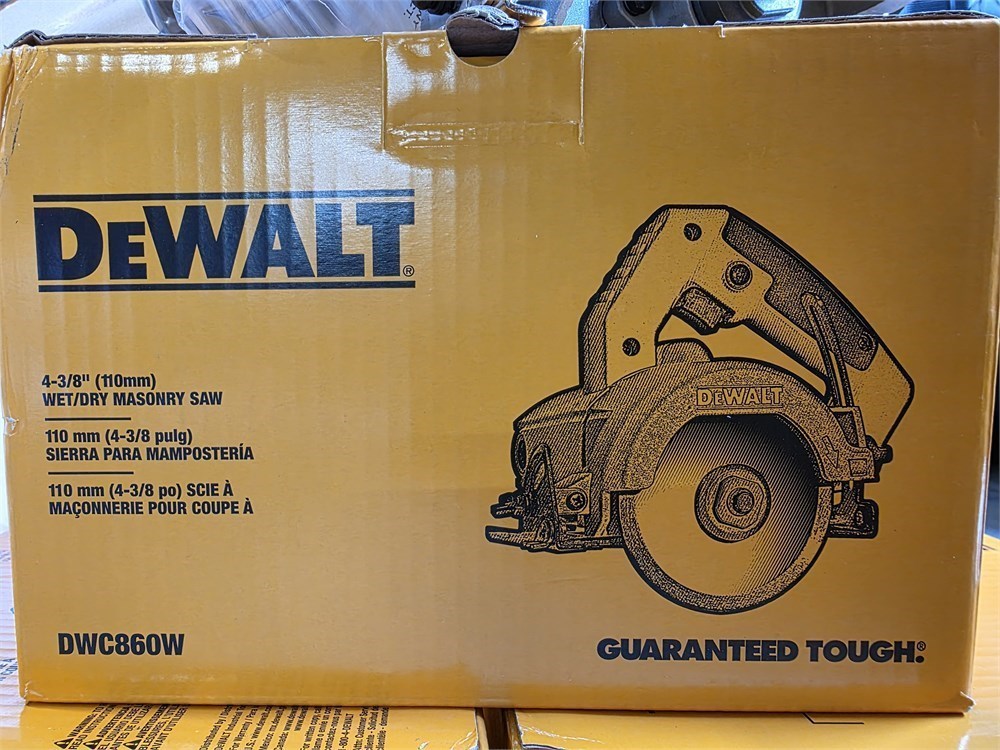 DEWALT®
4-3/8" (110mm)
WET/DRY MASONRY SAW
110 mm (4-3/8 pulg)
SIERRA PARA MAMPOSTERÍA
110 mm (4-3/8 po) SCIE À
MAÇONNERIE POUR COUPE À
DEWALT
DWC860W
GUARANTEED TOUGH.®